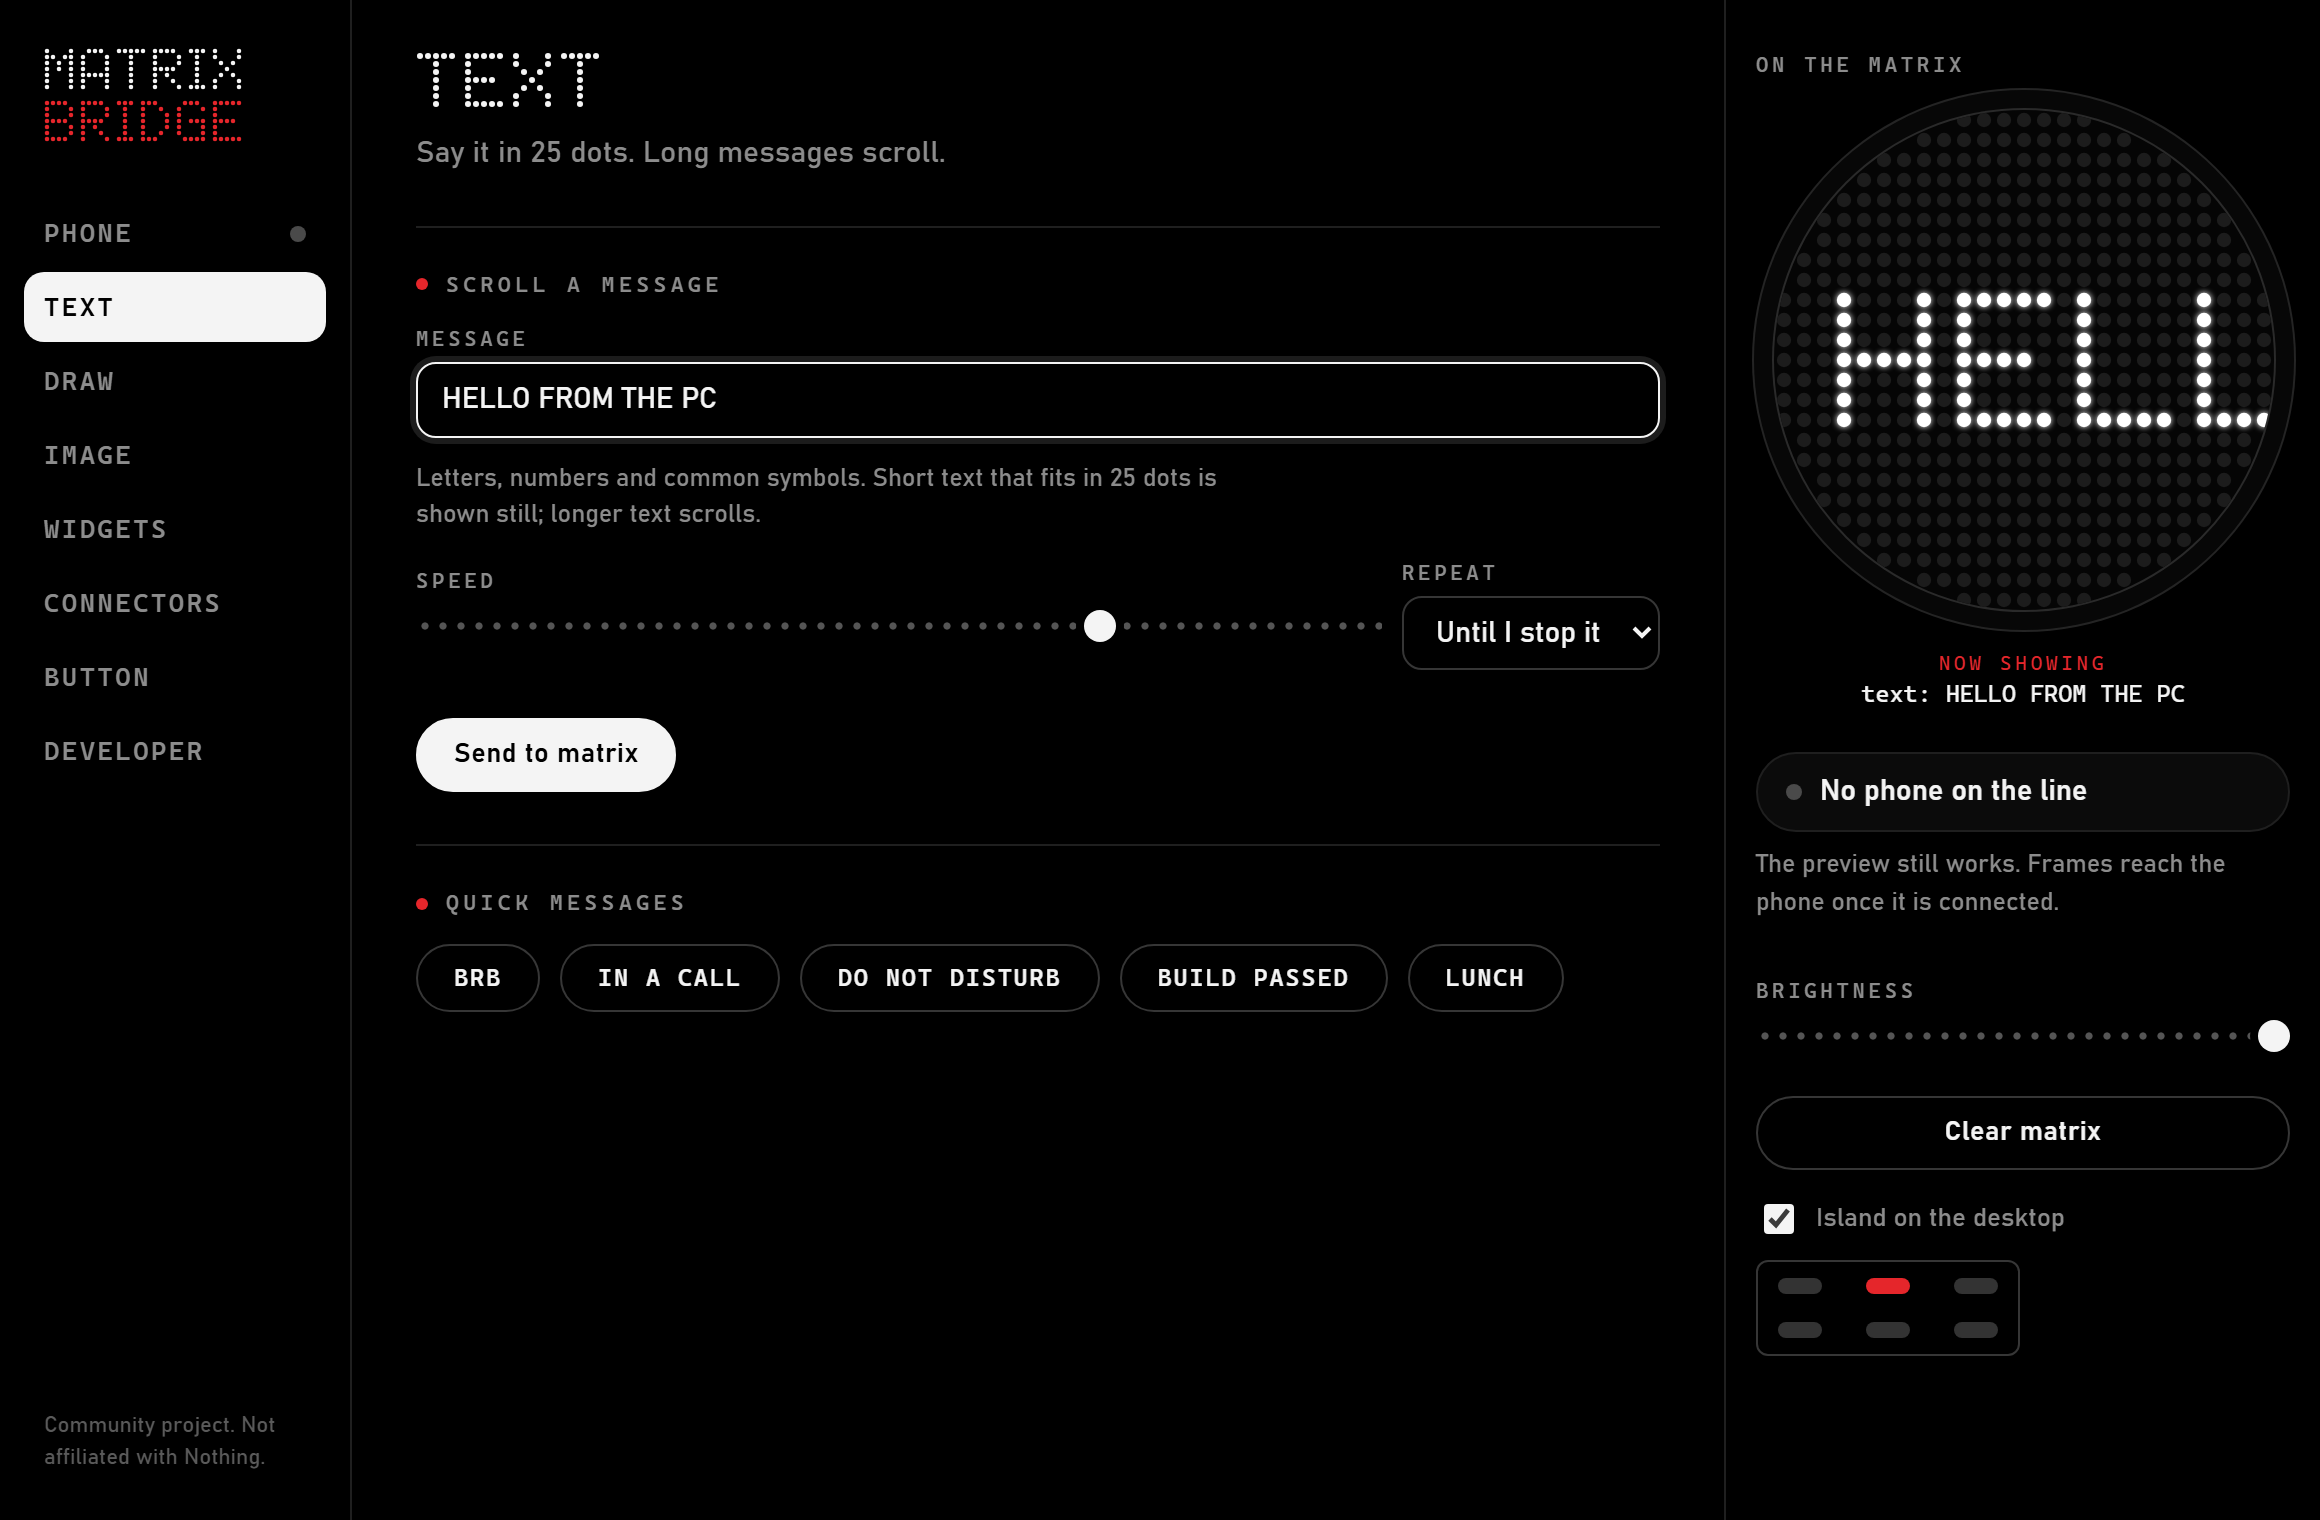 MATRIX
BRIDGE
PHONE
TEXT
DRAW
IMAGE
WIDGETS
CONNECTORS
BUTTON
DEVELOPER
Community project. Not
affiliated with Nothing.
TEXT
Say it in 25 dots. Long messages scroll.
SCROLL A MESSAGE
MESSAGE
HELLO FROM THE PC
Letters, numbers and common symbols. Short text that fits in 25 dots is
shown still; longer text scrolls.
SPEED
REPEAT
Until I stop it
Send to matrix
QUICK MESSAGES
BRB
IN A CALL
DO NOT DISTURB
BUILD PASSED
LUNCH
ON THE MATRIX
HELL
NOW SHOWING
text: HELLO FROM THE PC
No phone on the line
The preview still works. Frames reach the
phone once it is connected.
BRIGHTNESS
Clear matrix
Island on the desktop